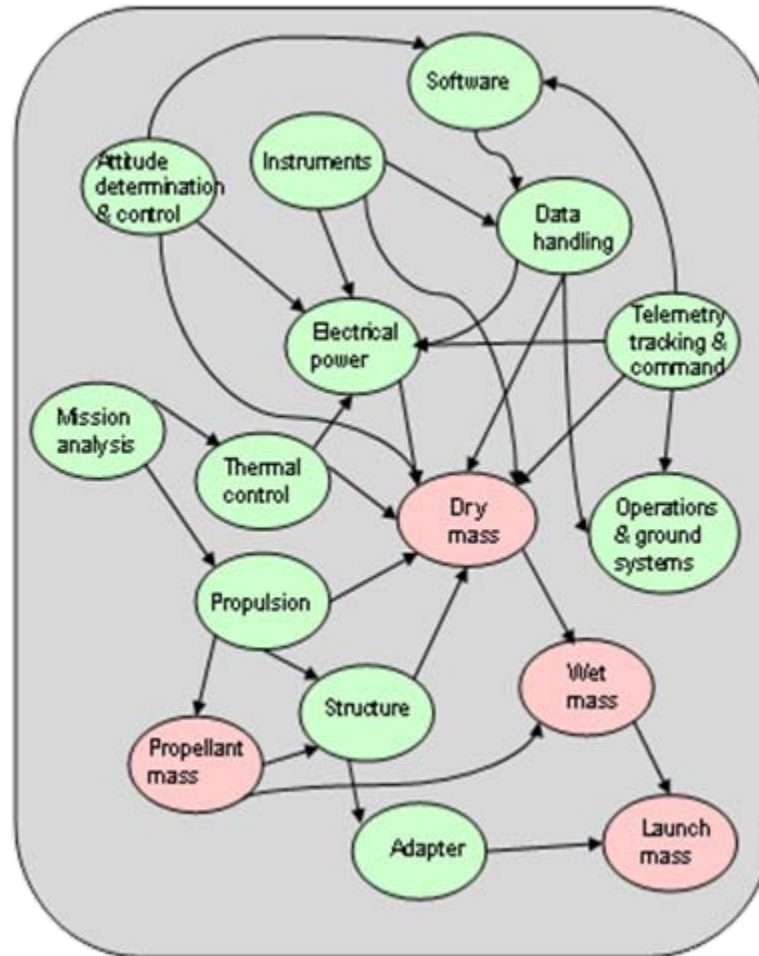 Software
Attitude
determination
& control
Instruments
Data
handling
Electrical
power
Telemetry
tracking &
command
Mission
analysis
Thermal
control
Dry
mass
Operations
& ground
systems
Propulsion
Wet
mass
Structure
Propellant
mass
Adapter
Launch
mass